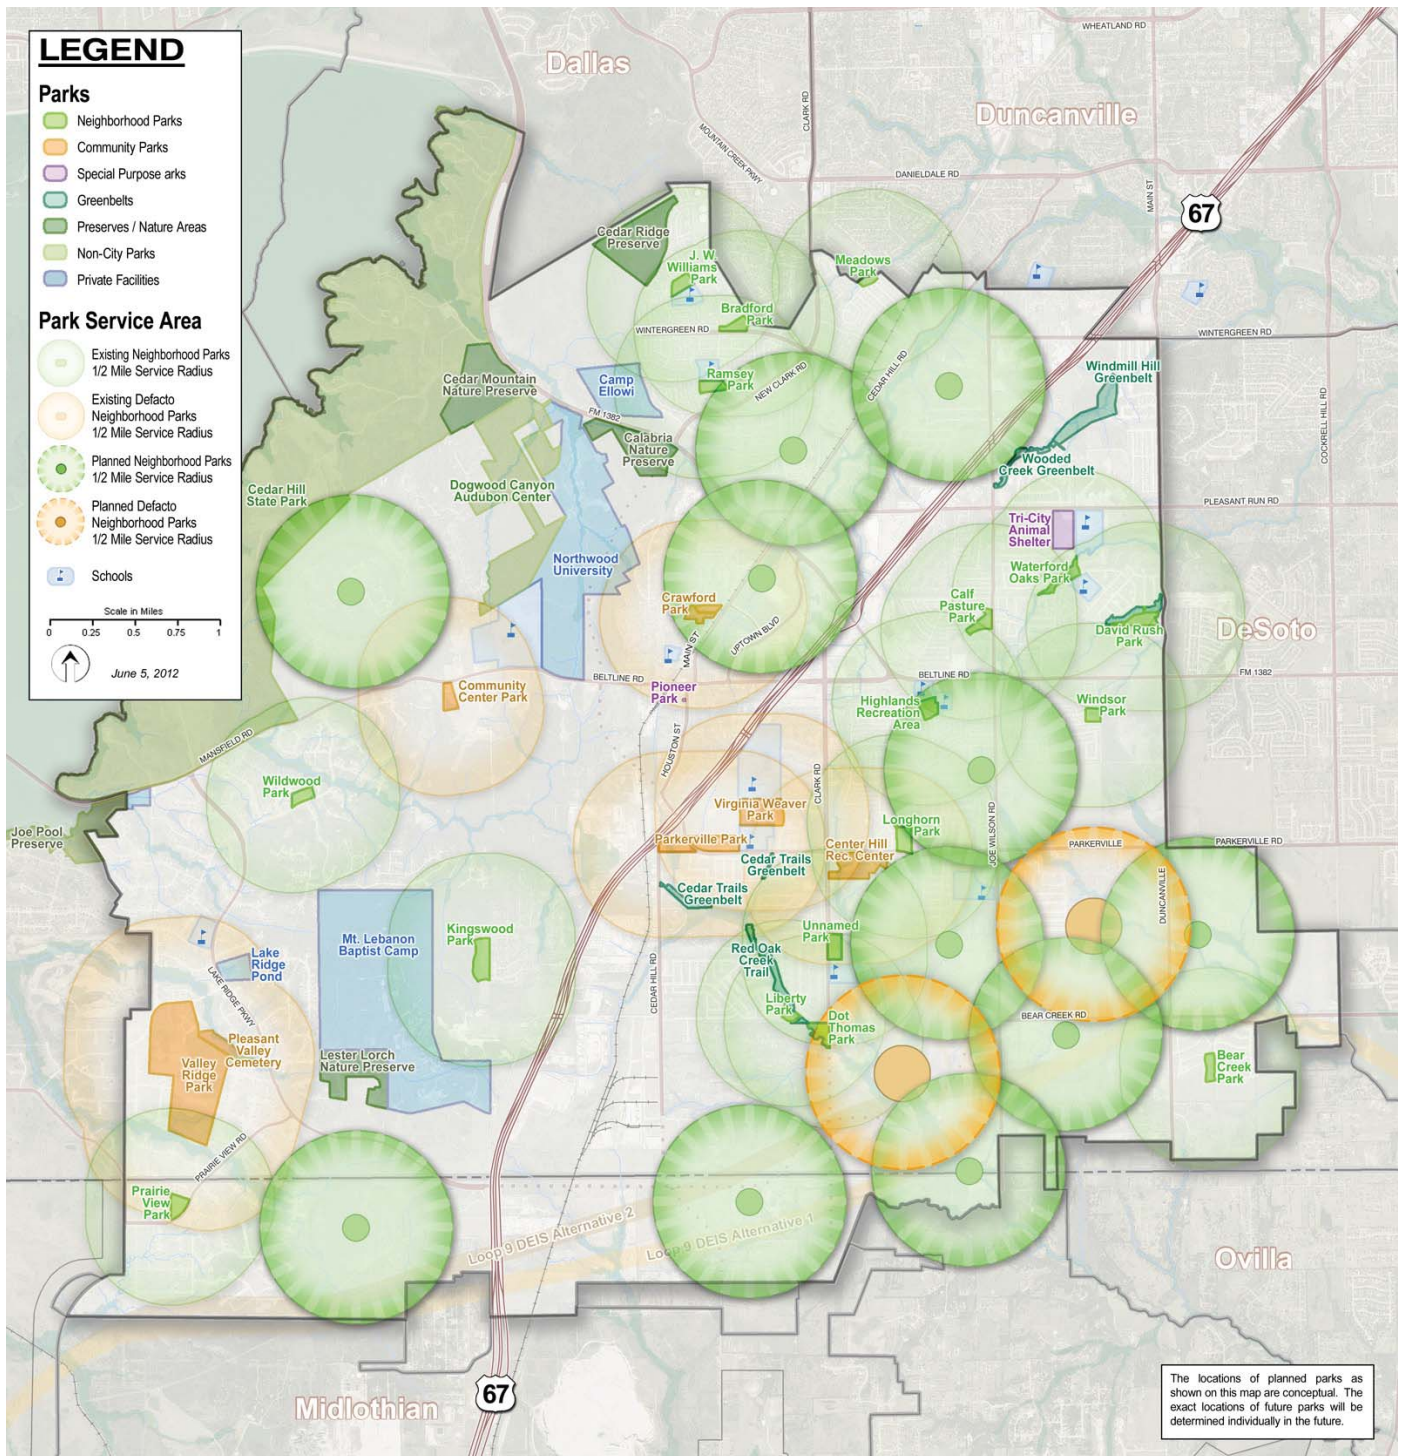 LEGEND
Parks
Neighborhood Parks
Community Parks
Special Purpose arks
Greenbelts
Preserves / Nature Areas
Non-City Parks
Private Facilities
Park Service Area
Existing Neighborhood Parks
1/2 Mile Service Radius
Existing Defacto
Neighborhood Parks
1/2 Mile Service Radius
Planned Neighborhood Parks
1/2 Mile Service Radius
Planned Defacto
Neighborhood Parks
1/2 Mile Service Radius
Schools
Scale in Miles
0 0.25 0.5 0.75 1
June 5, 2012
Dallas
Duncanville
WHEATLAND RD
CLARK RD
MOUNTAIN CREEK PKWY
DANIELDALE RD
MAIN ST
67
Cedar Ridge
Preserve
J. W.
Williams
Park
Meadows
Park
Bradford
Park
WINTERGREEN RD
WINTERGREEN RD
Cedar Mountain
Nature Preserve
Camp
Ellowi
Ramsey
Park
NEW CLARK RD
CEDAR HILL RD
Windmill Hill
Greenbelt
COCKRELL HILL RD
FM 1382
Calabria
Nature
Preserve
Wooded
Creek Greenbelt
Cedar Hill
State Park
Dogwood Canyon
Audubon Center
PLEASANT RUN RD
Tri-City
Animal
Shelter
Northwood
University
Waterford
Oaks Park
Crawford
Park
Calf
Pasture
Park
David Rush
Park
DeSoto
MAIN ST
UPTOWN BLVD
BELTLINE RD
BELTLINE RD
FM 1382
Community
Center Park
Pioneer
Park
Highlands
Recreation
Area
Windsor
Park
MANSFIELD RD
HOUSTON ST
Wildwood
Park
CLARK RD
Virginia Weaver
Park
Joe Pool
Preserve
Longhorn
Park
JOE WILSON RD
Parkerville Park
Center Hill
Rec. Center
PARKERVILLE
PARKERVILLE RD
Cedar Trails
Greenbelt
Cedar Trails
Greenbelt
DUNCANVILLE
Kingswood
Park
Mt. Lebanon
Baptist Camp
Unnamed
Park
Lake
Ridge
Pond
Red Oak
Creek
Trail
LAKE RIDGE PKWY
CEDAR HILL RD
Liberty
Park
Dot
Thomas
Park
BEAR CREEK RD
Pleasant
Valley
Cemetery
Valley
Ridge
Park
Lester Lorch
Nature Preserve
Bear
Creek
Park
PRAIRIE VIEW RD
Prairie
View
Park
Loop 9 DEIS Alternative 2
Loop 9 DEIS Alternative 1
Ovilla
Midlothian
67
The locations of planned parks as
shown on this map are conceptual. The
exact locations of future parks will be
determined individually in the future.